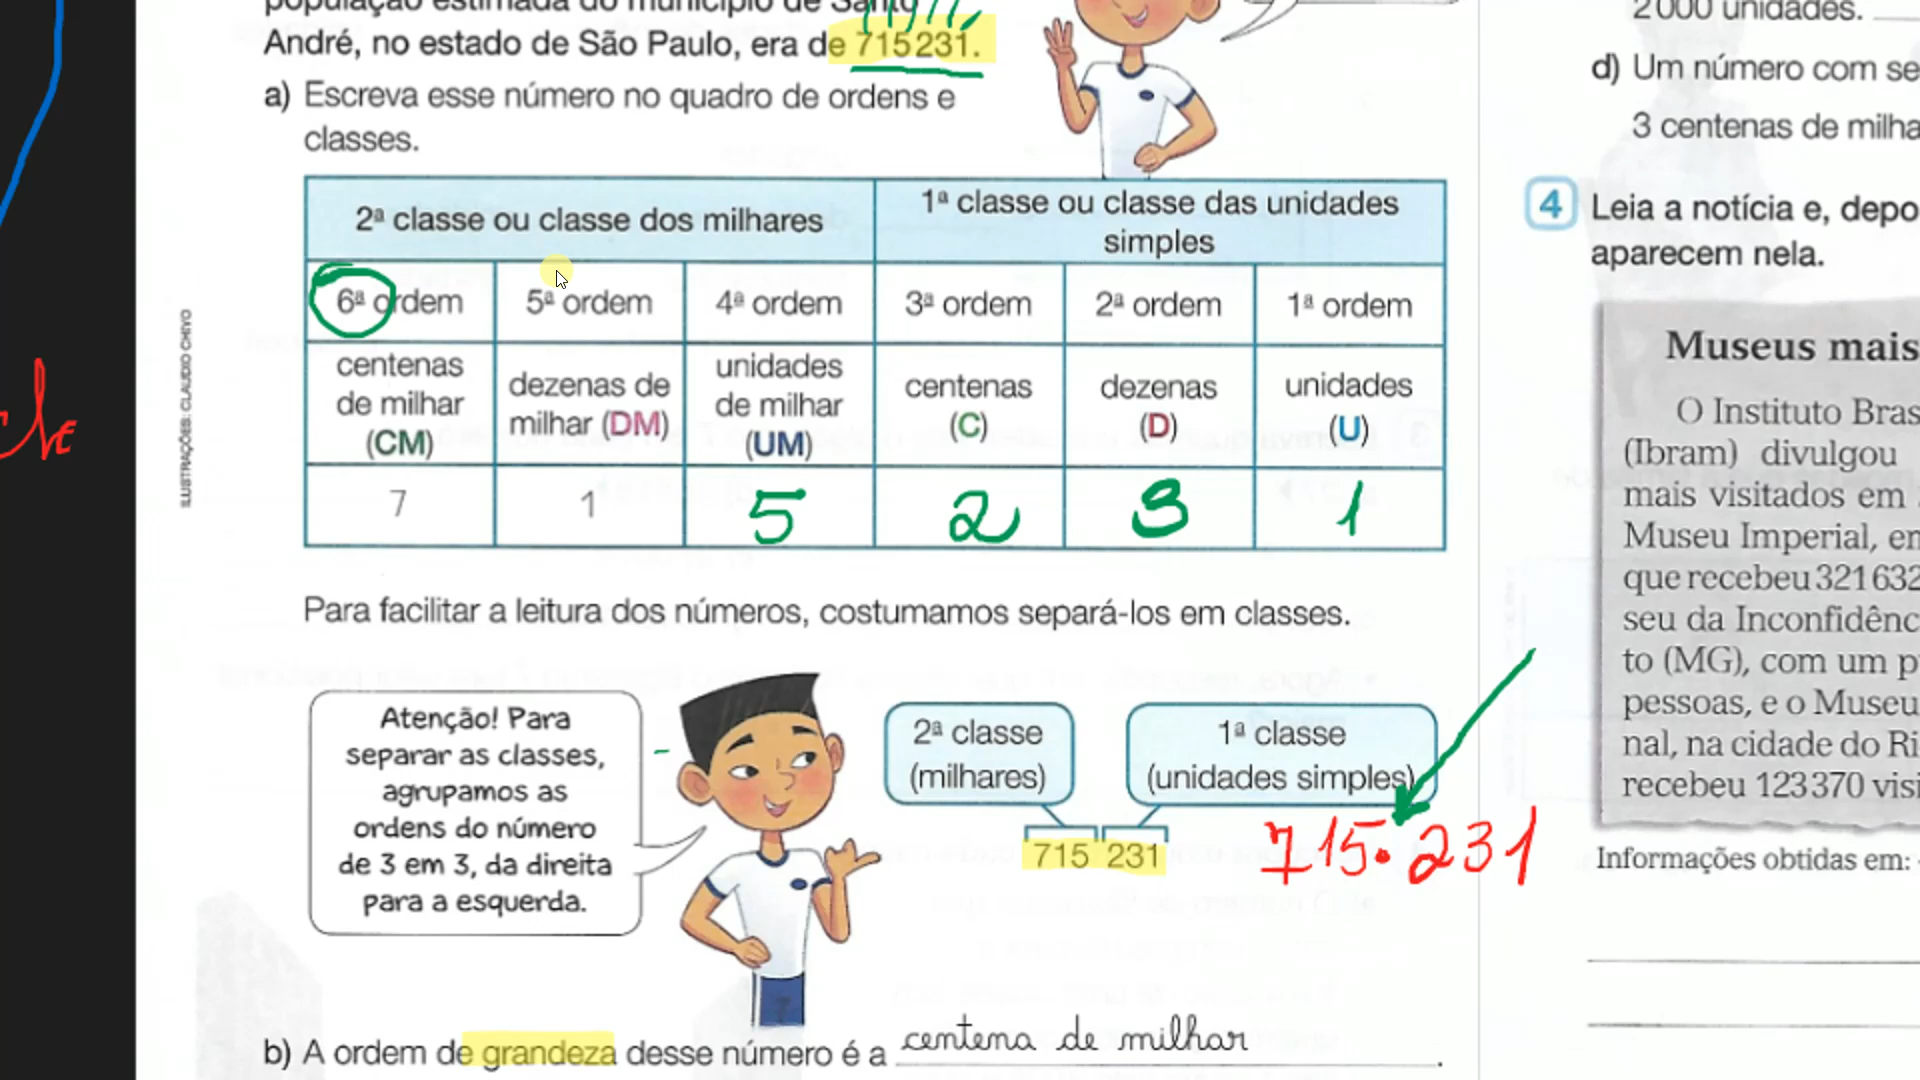 população estimada do município de Santo
André, no estado de São Paulo, era de 715 231.
a) Escreva esse número no quadro de ordens e
classes.
2ª classe ou classe dos milhares
1ª classe ou classe das unidades
simples
6ª ordem
5ª ordem
4ª ordem
3ª ordem
2ª ordem
1ª ordem
centenas
de milhar
(CM)
dezenas de
milhar (DM)
unidades
de milhar
(UM)
centenas
(C)
dezenas
(D)
unidades
(U)
7
1
5
2
3
1
ILUSTRAÇÕES: CLAUDIO CHIYO
Para facilitar a leitura dos números, costumamos separá-los em classes.
Atenção! Para
separar as classes,
agrupamos as
ordens do número
de 3 em 3, da direita
para a esquerda.
2ª classe
(milhares)
1ª classe
(unidades simples)
715 231
715.231
b) A ordem de grandeza desse número é a centena de milhar.
2 000 unidades.
d) Um número com se
3 centenas de milha
4 Leia a notícia e, depo
aparecem nela.
Museus mais
O Instituto Bras
(Ibram) divulgou
mais visitados em
Museu Imperial, em
que recebeu 321 632
seu da Inconfidênc
to (MG), com um p
pessoas, e o Museu
nal, na cidade do Ri
recebeu 123 370 visi
Informações obtidas em: